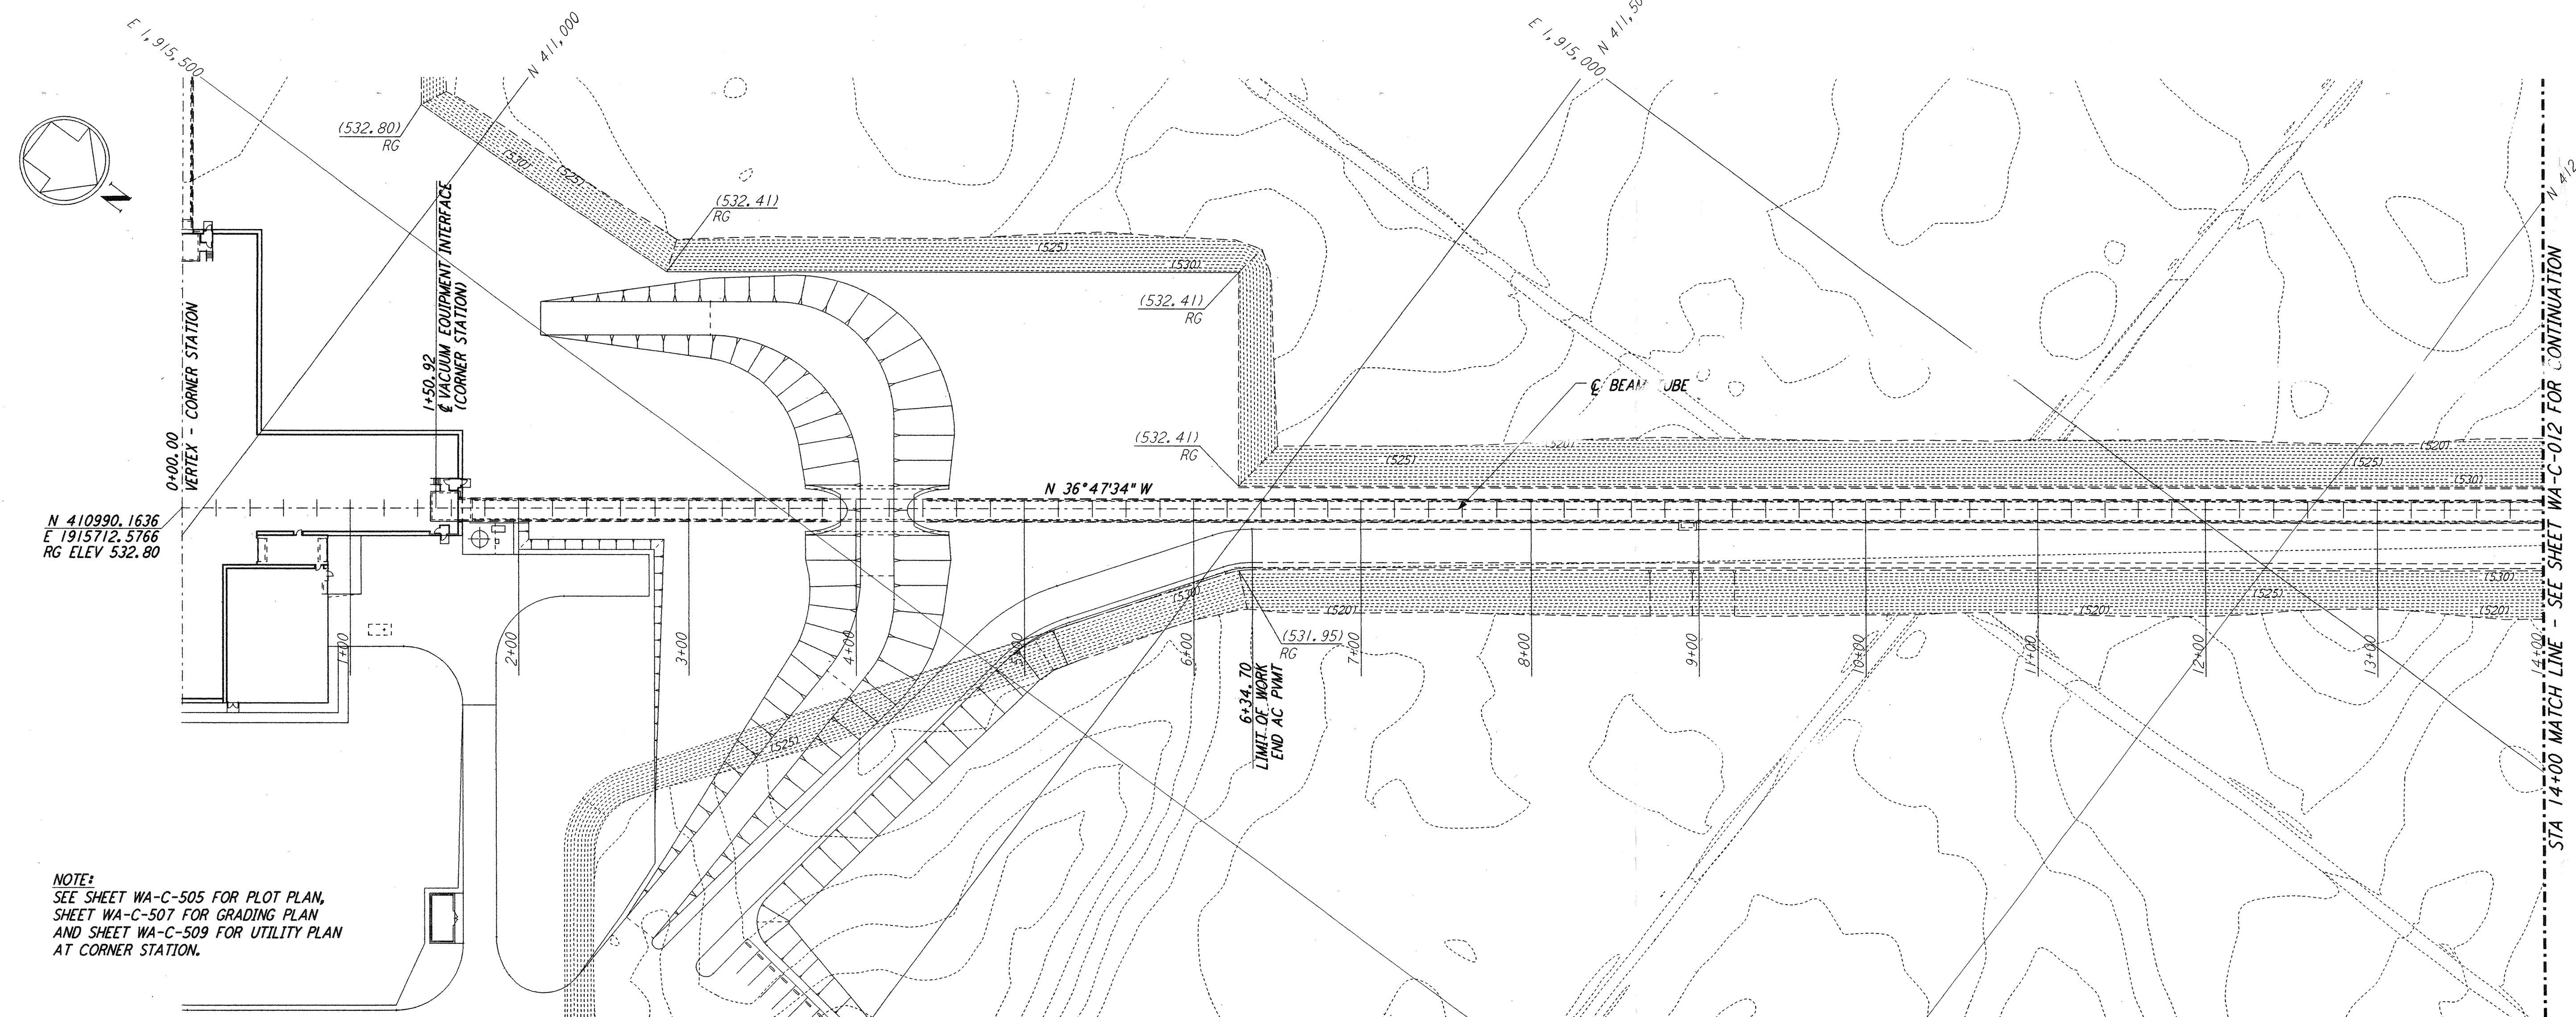 E 1,915,500
N 411,000
E 1,915,000
N 411,50
N 412
N
(532.80)
RG
(530)
(525)
(532.41)
RG
(525)
(530)
(532.41)
RG
(532.41)
RG
1+50.92
℄ VACUUM EQUIPMENT INTERFACE
(CORNER STATION)
0+00.00
VERTEX - CORNER STATION
N 410990.1636
E 1915712.5766
RG ELEV 532.80
N 36°47'34" W
℄ BEAM UBE
(520)
(525)
(520)
(525)
(530)
(530)
(531.95)
RG
(520)
(520)
(525)
(530)
(520)
(525)
1+00
2+00
3+00
4+00
5+00
6+00
7+00
8+00
9+00
10+00
11+00
12+00
13+00
14+00
6+34.70
LIMIT OF WORK
END AC PVMT
STA 14+00 MATCH LINE - SEE SHEET WA-C-012 FOR CONTINUATION
NOTE:
SEE SHEET WA-C-505 FOR PLOT PLAN,
SHEET WA-C-507 FOR GRADING PLAN
AND SHEET WA-C-509 FOR UTILITY PLAN
AT CORNER STATION.